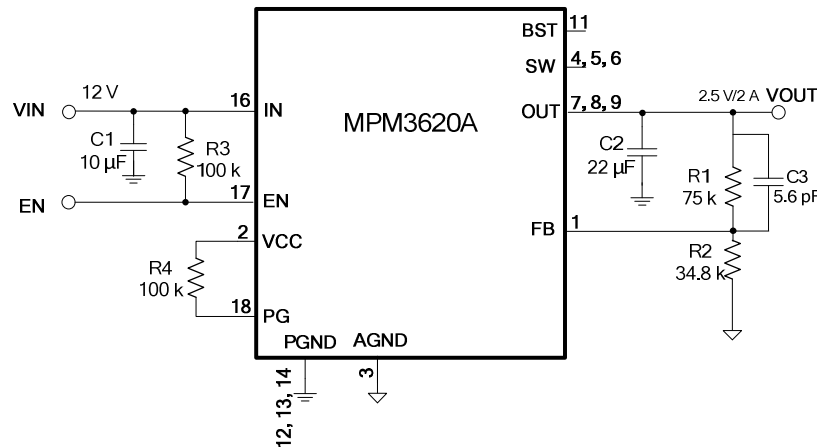 BST
11
SW
4, 5, 6
VIN
12 V
16
IN
MPM3620A
OUT
7, 8, 9
2.5 V/2 A
VOUT
C1
10 µF
R3
100 k
C2
22 µF
R1
75 k
C3
5.6 pF
EN
17
EN
2
VCC
FB
1
R4
100 k
R2
34.8 k
18
PG
PGND
AGND
12, 13, 14
3